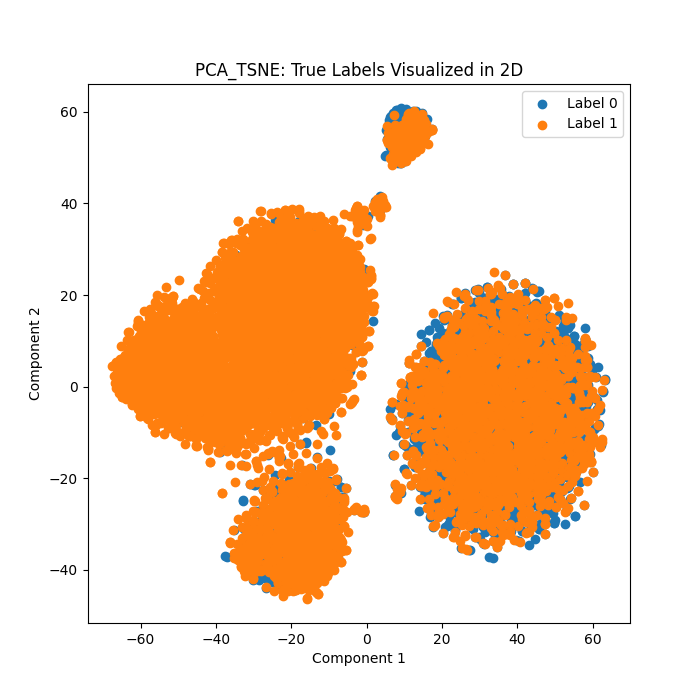 PCA_TSNE: True Labels Visualized in 2D
Label 0
Label 1
60
40
20
0
−20
−40
Component 2
−60
−40
−20
0
20
40
60
Component 1